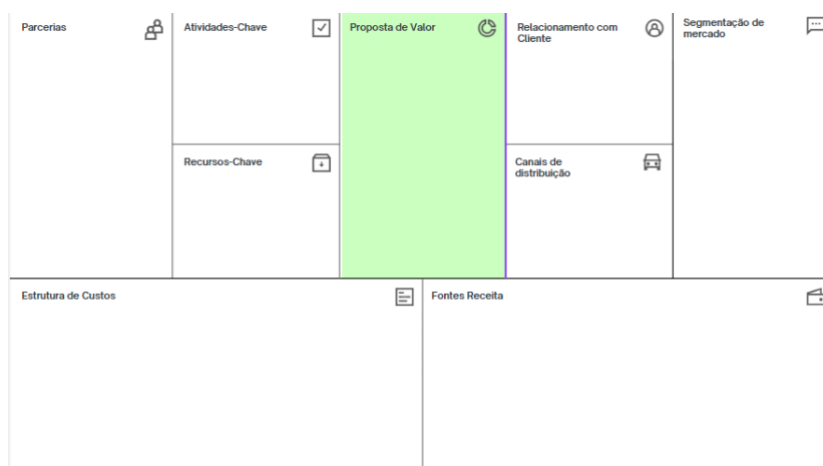 Parcerias
Atividades-Chave
Proposta de Valor
Relacionamento com
Cliente
Segmentação de
mercado
Recursos-Chave
Canais de
distribuição
Estrutura de Custos
Fontes Receita